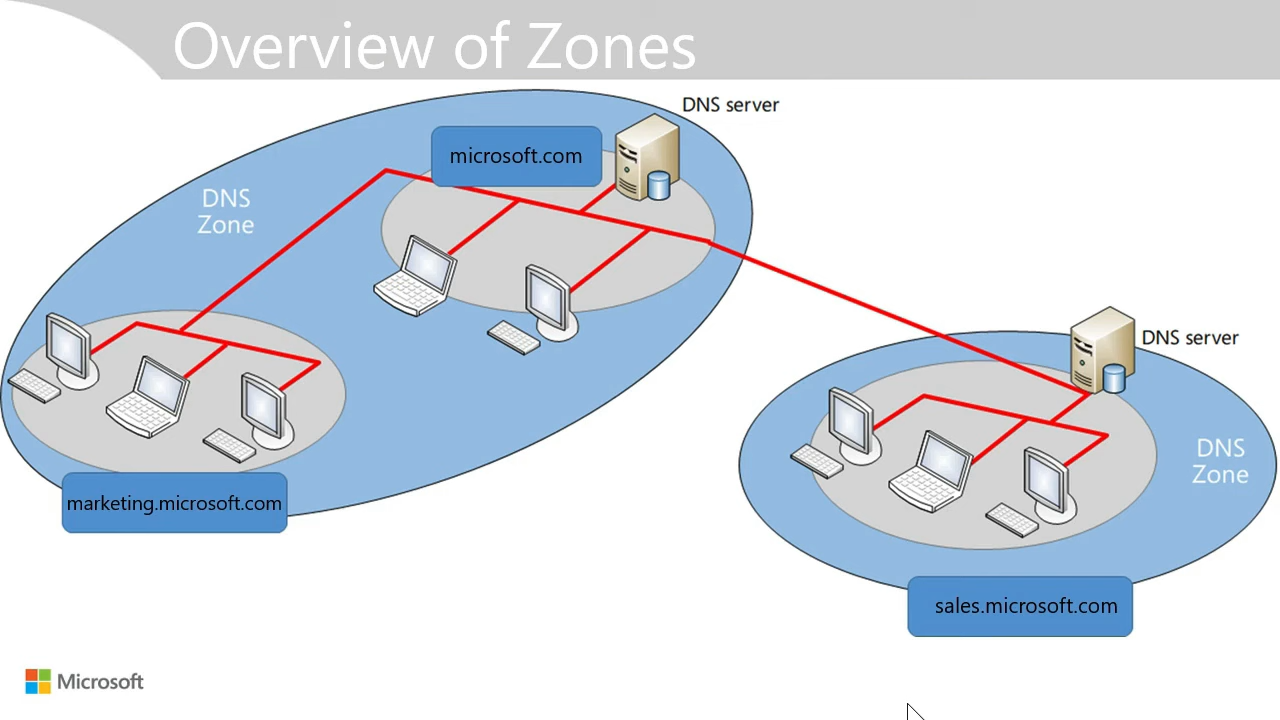 Overview of Zones
DNS server
microsoft.com
DNS
Zone
DNS server
DNS
Zone
marketing.microsoft.com
sales.microsoft.com
Microsoft